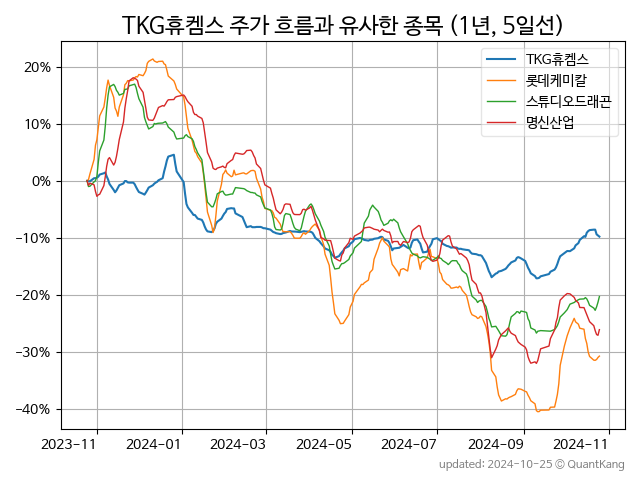 TKG휴켐스 주가 흐름과 유사한 종목 (1년, 5일선)
TKG휴켐스
롯데케미칼
스튜디오드래곤
명신산업
20%
10%
0%
−10%
−20%
−30%
−40%
2023-11 2024-01 2024-03 2024-05 2024-07 2024-09 2024-11
updated: 2024-10-25 © QuantKang